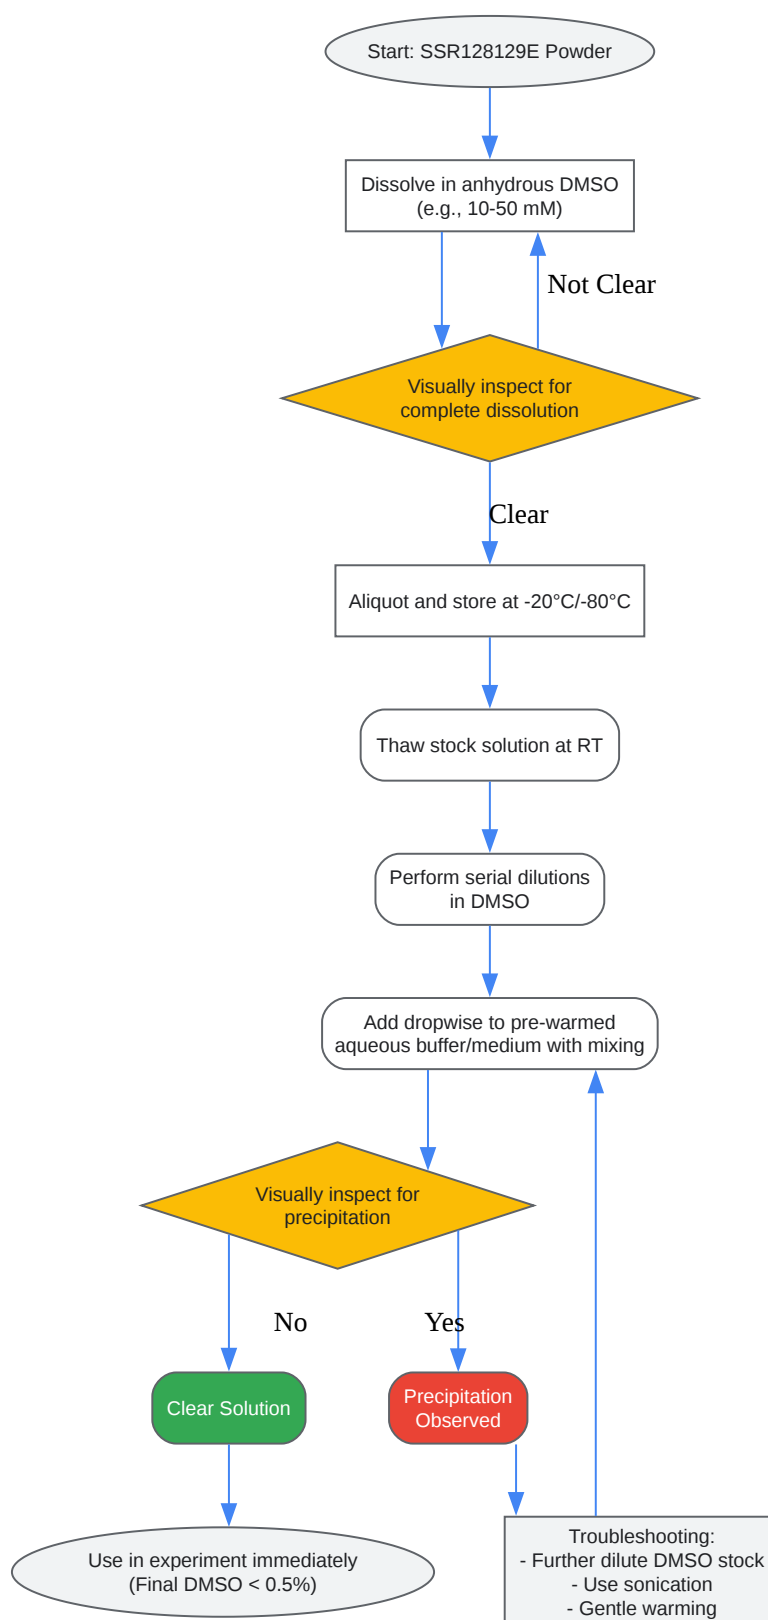 Start: SSR128129E Powder
Dissolve in anhydrous DMSO
(e.g., 10-50 mM)
Not Clear
Visually inspect for
complete dissolution
Clear
Aliquot and store at -20°C/-80°C
Thaw stock solution at RT
Perform serial dilutions
in DMSO
Add dropwise to pre-warmed
aqueous buffer/medium with mixing
Visually inspect for
precipitation
No
Yes
Clear Solution
Precipitation
Observed
Use in experiment immediately
(Final DMSO < 0.5%)
Troubleshooting:
- Further dilute DMSO stock
- Use sonication
- Gentle warming